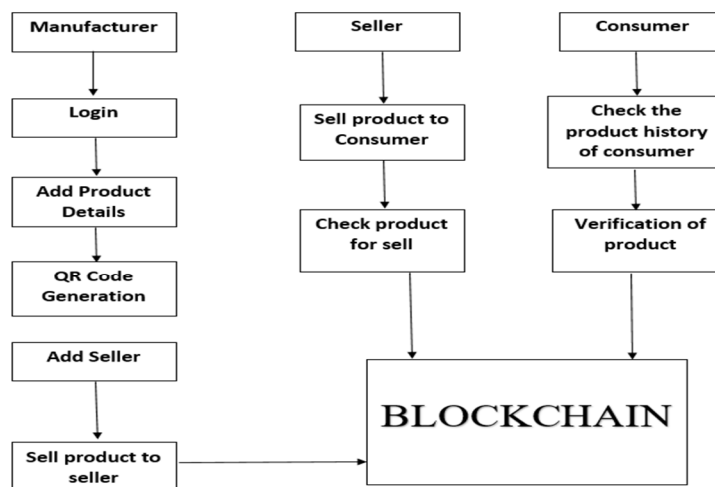 Manufacturer
Login
Add Product
Details
QR Code
Generation
Add Seller
Sell product to
seller
Seller
Sell product to
Consumer
Check product
for sell
Consumer
Check the
product history
of consumer
Verification of
product
BLOCKCHAIN